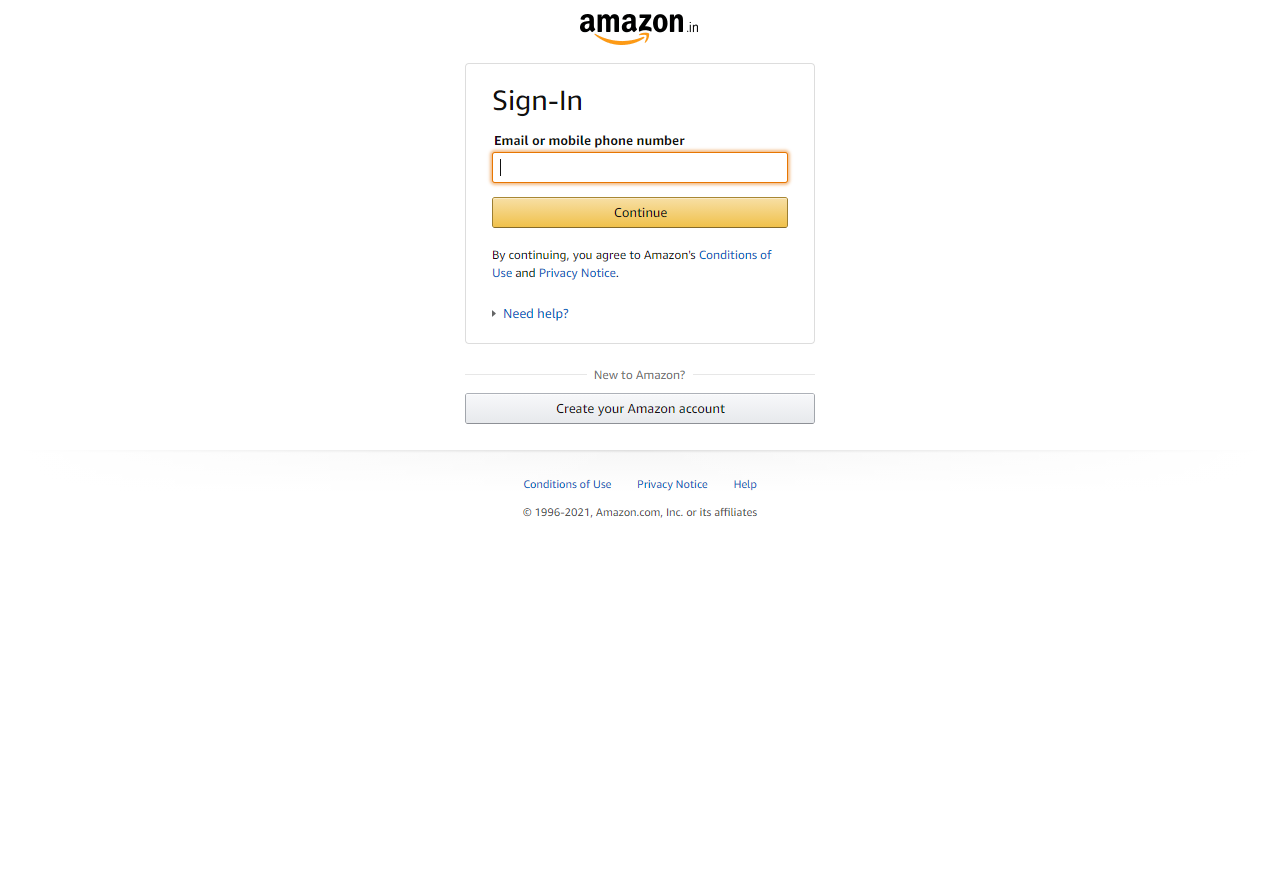 amazon.in
Sign-In
Email or mobile phone number
Continue
By continuing, you agree to Amazon's Conditions of
Use and Privacy Notice.
Need help?
New to Amazon?
Create your Amazon account
Conditions of Use Privacy Notice Help
© 1996-2021, Amazon.com, Inc. or its affiliates